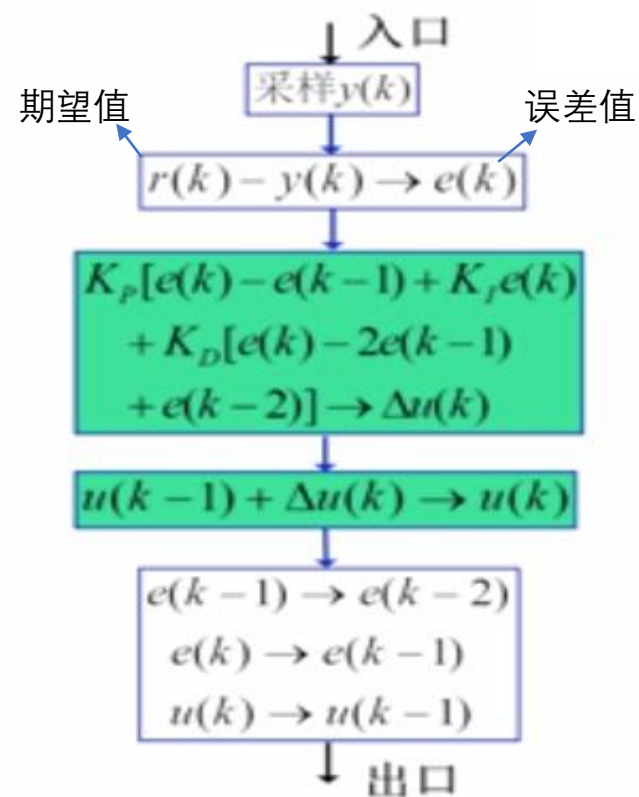 入口
采样y(k)
期望值
误差值
r(k) − y(k) → e(k)
K_P[e(k) − e(k − 1) + K_I e(k)
+ K_D[e(k) − 2e(k − 1)
+ e(k − 2)] → Δu(k)
u(k − 1) + Δu(k) → u(k)
e(k − 1) → e(k − 2)
e(k) → e(k − 1)
u(k) → u(k − 1)
出口